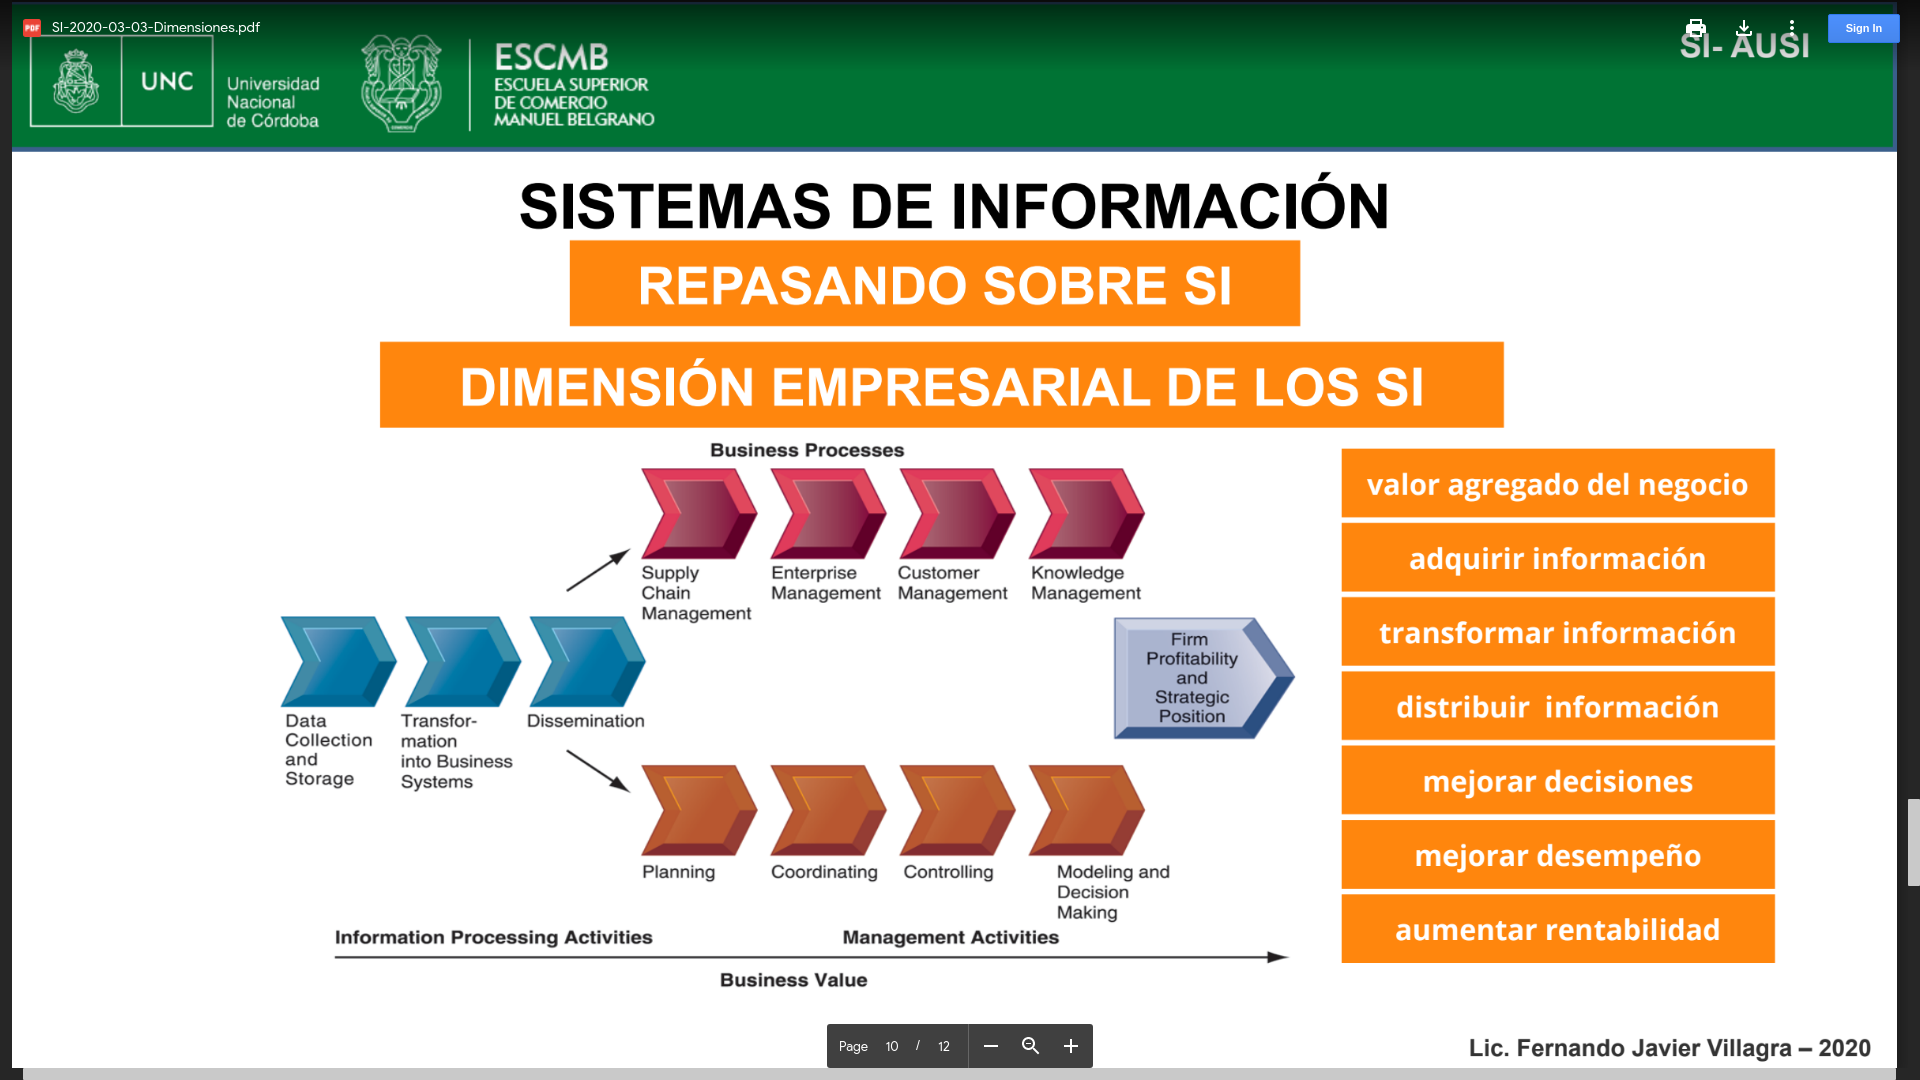 SI-2020-03-03-Dimensiones.pdf
Sign In
SI- AUSI
UNC
Universidad
Nacional
de Córdoba
ESCMB
ESCUELA SUPERIOR
DE COMERCIO
MANUEL BELGRANO
SISTEMAS DE INFORMACIÓN
REPASANDO SOBRE SI
DIMENSIÓN EMPRESARIAL DE LOS SI
Business Processes
Supply
Chain
Management
Enterprise
Management
Customer
Management
Knowledge
Management
Data
Collection
and
Storage
Transfor-
mation
into Business
Systems
Dissemination
Firm
Profitability
and
Strategic
Position
Planning
Coordinating
Controlling
Modeling and
Decision
Making
Information Processing Activities
Management Activities
Business Value
valor agregado del negocio
adquirir información
transformar información
distribuir información
mejorar decisiones
mejorar desempeño
aumentar rentabilidad
Page 10 / 12
Lic. Fernando Javier Villagra – 2020